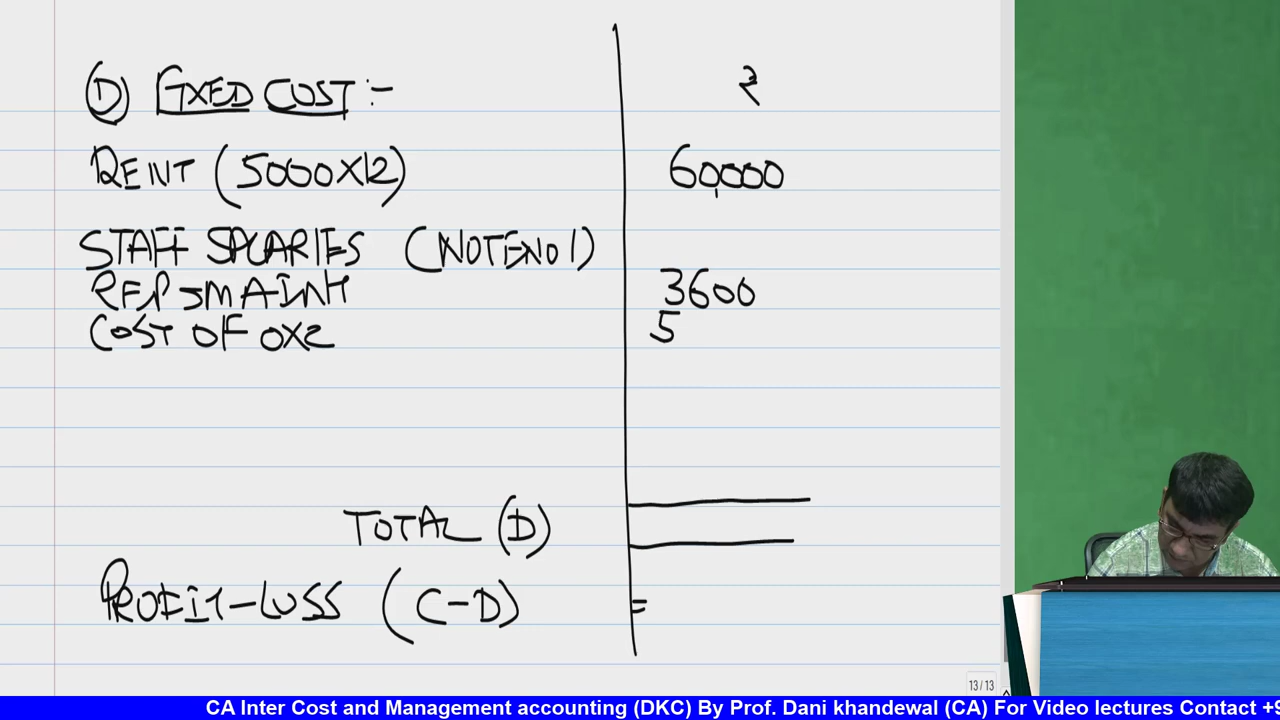 (D) FIXED COST :-
₹
RENT (5000X12) 60,000
STAFF SALARIES (NOTE NO 1)
REP & MAINT 3600
COST OF OX2 5
TOTAL (D)
PROFIT-LOSS (C-D) =
13/13
CA Inter Cost and Management accounting (DKC) By Prof. Dani khandewal (CA) For Video lectures Contact +9